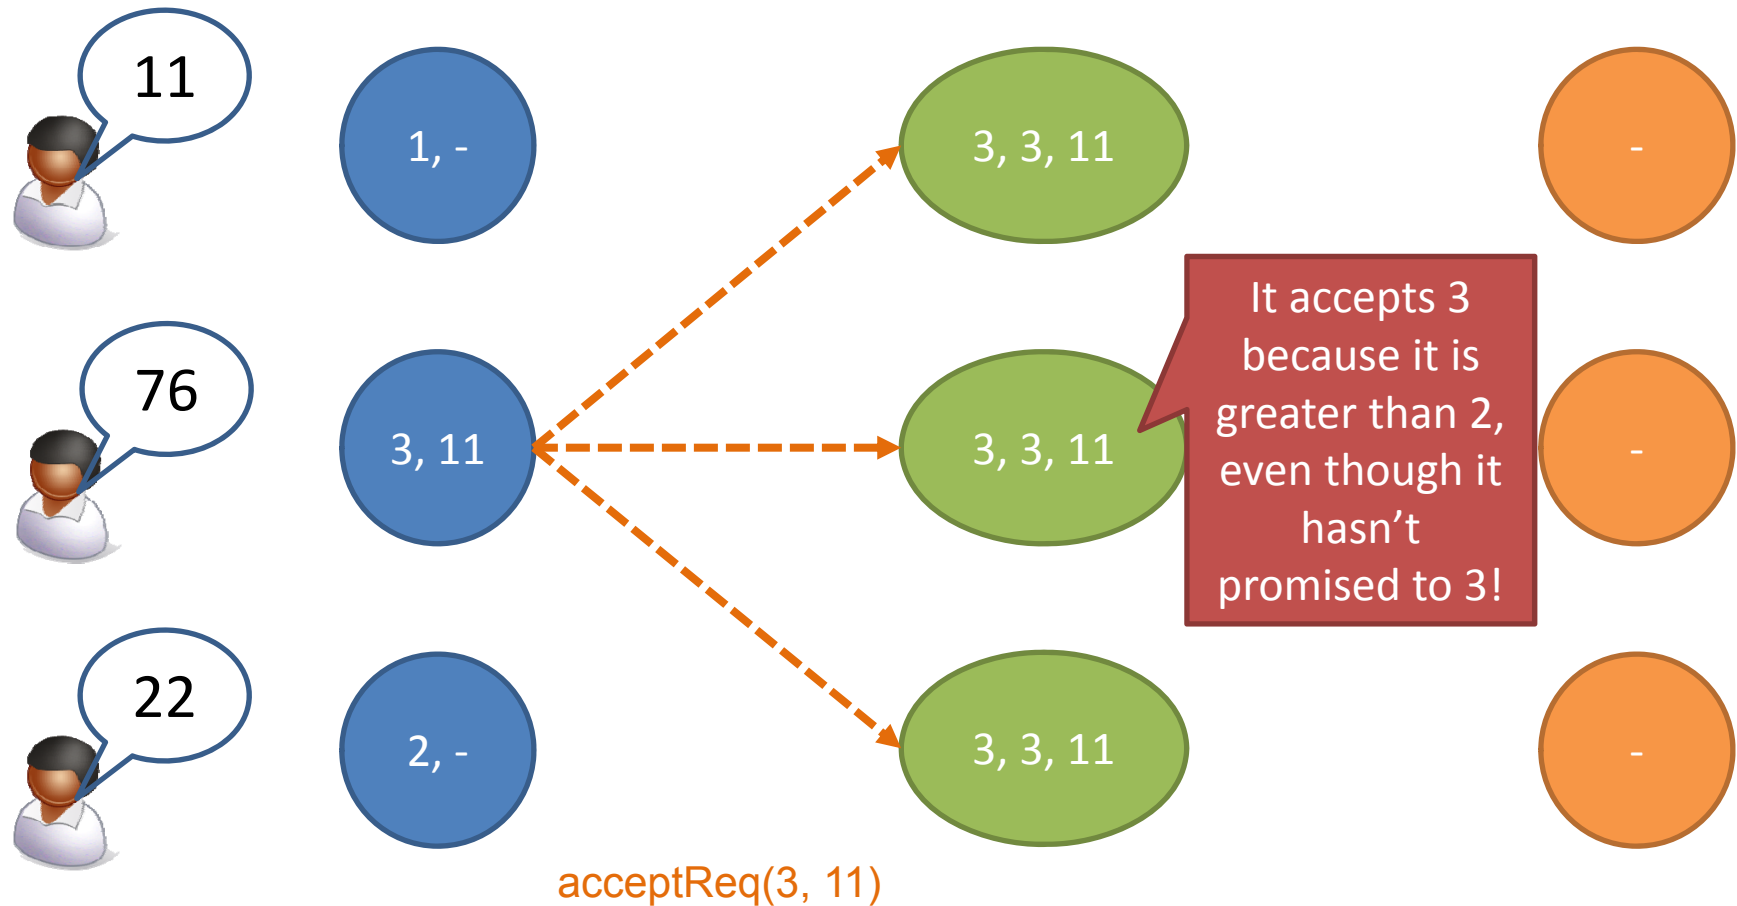 11
1, -
3, 3, 11
-
76
3, 11
3, 3, 11
It accepts 3
because it is
greater than 2,
even though it
hasn’t
promised to 3!
-
22
2, -
3, 3, 11
-
acceptReq(3, 11)